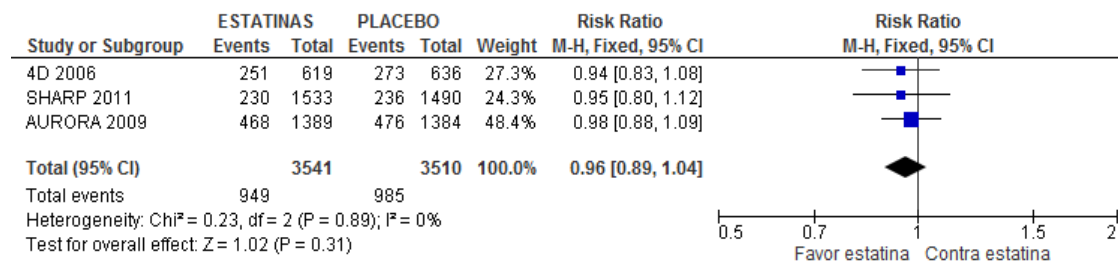 ESTATINAS PLACEBO Risk Ratio Risk Ratio
Study or Subgroup Events Total Events Total Weight M-H, Fixed, 95% CI M-H, Fixed, 95% CI
4D 2006 251 619 273 636 27.3% 0.94 [0.83, 1.08]
SHARP 2011 230 1533 236 1490 24.3% 0.95 [0.80, 1.12]
AURORA 2009 468 1389 476 1384 48.4% 0.98 [0.88, 1.09]
Total (95% CI) 3541 3510 100.0% 0.96 [0.89, 1.04]
Total events 949 985
Heterogeneity: Chi² = 0.23, df = 2 (P = 0.89); I² = 0%
Test for overall effect: Z = 1.02 (P = 0.31)
0.5 0.7 1 1.5 2
Favor estatina Contra estatina